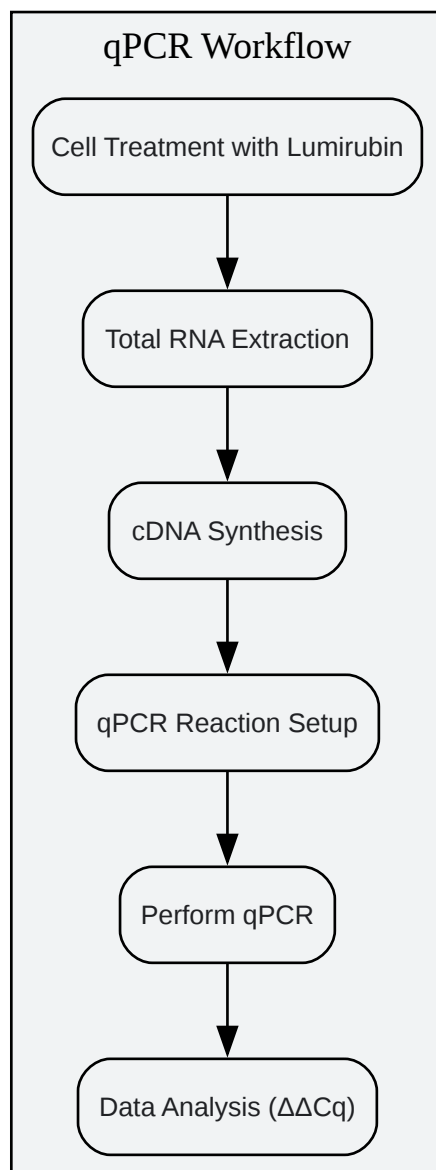 qPCR Workflow
Cell Treatment with Lumirubin
Total RNA Extraction
cDNA Synthesis
qPCR Reaction Setup
Perform qPCR
Data Analysis (ΔΔCq)